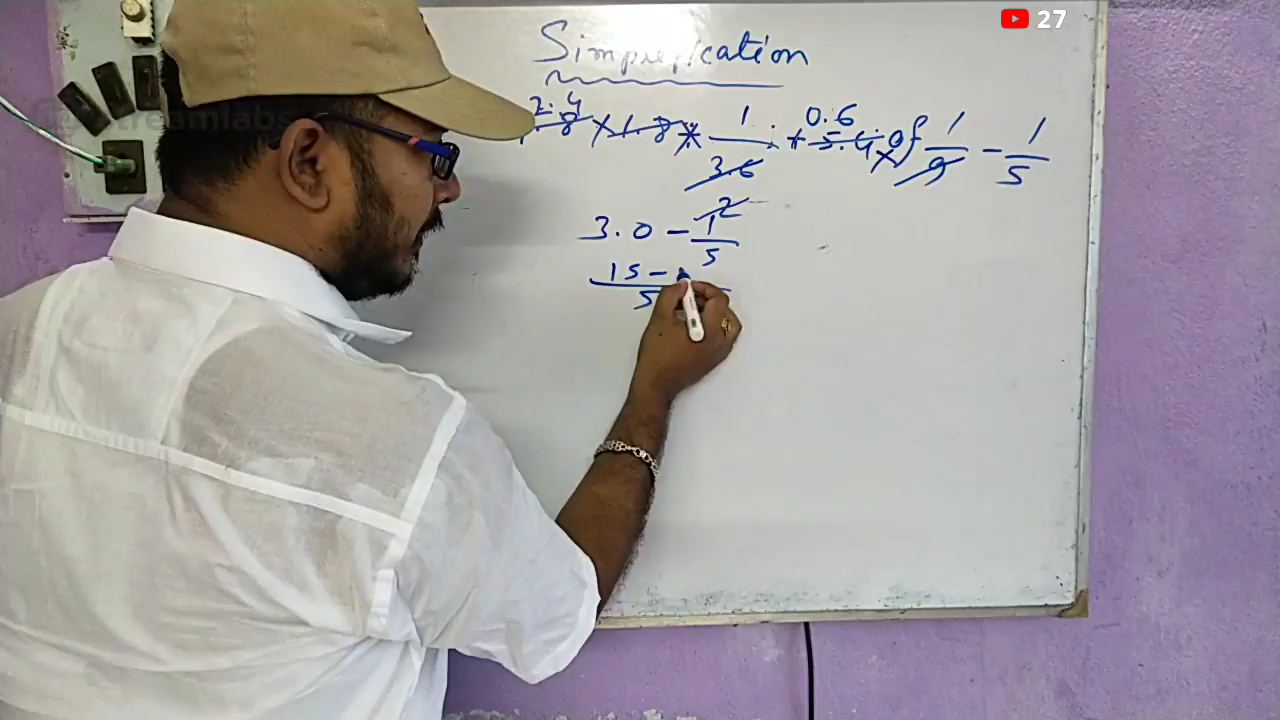 27
Simplification
2.4 0.6
.8 × 1.8 * 1/3.6 + 5.4 × of 1/9 - 1/5
2
3.0 - 1/5
15 -
5